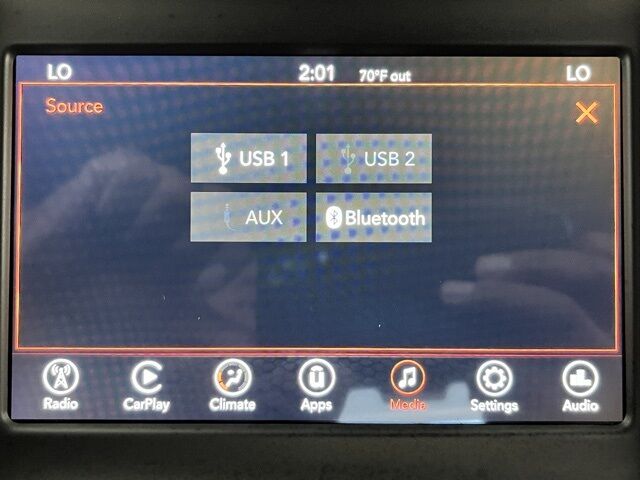 LO 2:01 70°F out LO
Source
USB 1 USB 2
AUX Bluetooth
Radio CarPlay Climate Apps Media Settings Audio